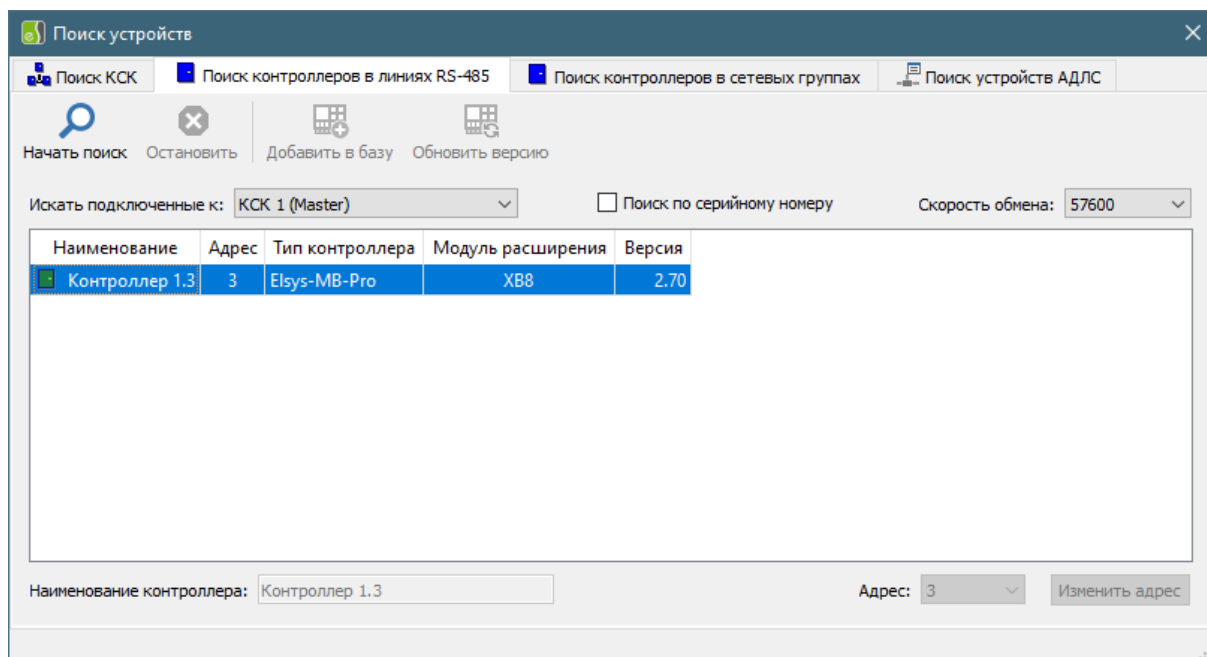 Поиск устройств
Поиск КСК Поиск контроллеров в линиях RS-485 Поиск контроллеров в сетевых группах Поиск устройств АДЛС
Начать поиск Остановить Добавить в базу Обновить версию
Искать подключенные к: КСК 1 (Master) Поиск по серийному номеру Скорость обмена: 57600
Наименование Адрес Тип контроллера Модуль расширения Версия
Контроллер 1.3 3 Elsys-MB-Pro XB8 2.70
Наименование контроллера: Контроллер 1.3 Адрес: 3 Изменить адрес